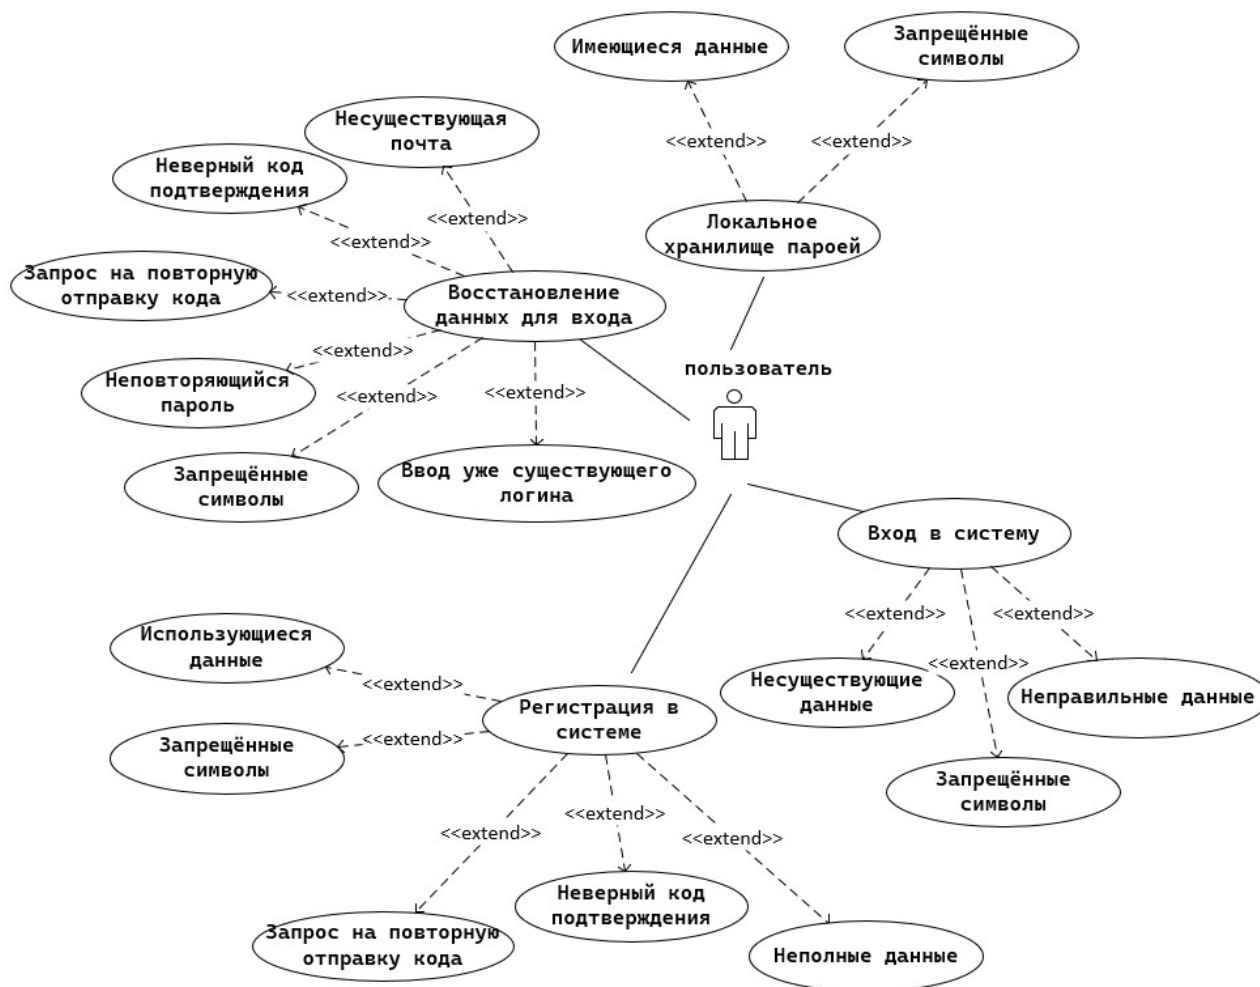 Имеющиеся данные
Запрещённые
символы
<<extend>>
<<extend>>
Локальное
хранилище пароей
Несуществующая
почта
Неверный код
подтверждения
<<extend>>
<<extend>>
Запрос на повторную
отправку кода
<<extend>>
Восстановление
данных для входа
<<extend>>
Неповторяющийся
пароль
<<extend>>
<<extend>>
Запрещённые
символы
Ввод уже существующего
логина
пользователь
Вход в систему
<<extend>>
<<extend>>
<<extend>>
Несуществующие
данные
Неправильные данные
Запрещённые
символы
Использующиеся
данные
<<extend>>
Регистрация в
системе
Запрещённые
символы
<<extend>>
<<extend>>
<<extend>>
<<extend>>
Запрос на повторную
отправку кода
Неверный код
подтверждения
Неполные данные